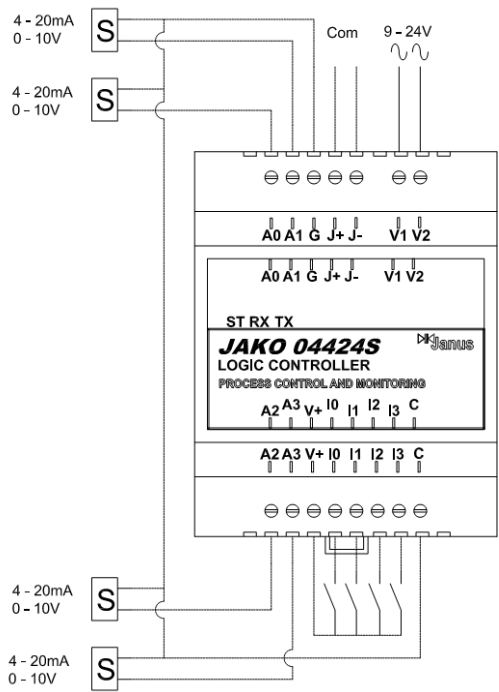 4 - 20mA
0 - 10V
S
Com
9 - 24V
4 - 20mA
0 - 10V
S
A0 A1 G J+ J- V1 V2
A0 A1 G J+ J- V1 V2
ST RX TX
JAKO 04424S
Janus
LOGIC CONTROLLER
PROCESS CONTROL AND MONITORING
A2 A3 V+ I0 I1 I2 I3 C
A2 A3 V+ I0 I1 I2 I3 C
4 - 20mA
0 - 10V
S
4 - 20mA
0 - 10V
S